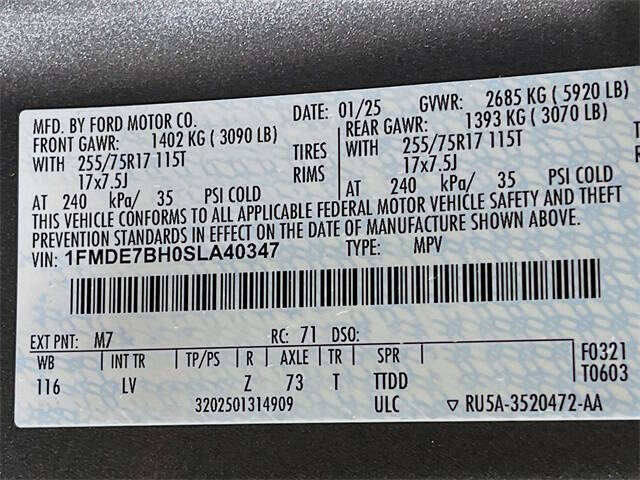 MFD. BY FORD MOTOR CO.
DATE: 01/25 GVWR: 2685 KG ( 5920 LB)
FRONT GAWR: 1402 KG ( 3090 LB) REAR GAWR: 1393 KG ( 3070 LB)
WITH 255/75R17 115T TIRES WITH 255/75R17 115T
17x7.5J RIMS 17x7.5J
AT 240 kPa/ 35 PSI COLD AT 240 kPa/ 35 PSI COLD
THIS VEHICLE CONFORMS TO ALL APPLICABLE FEDERAL MOTOR VEHICLE SAFETY AND THEFT
PREVENTION STANDARDS IN EFFECT ON THE DATE OF MANUFACTURE SHOWN ABOVE.
VIN: 1FMDE7BH0SLA40347 TYPE: MPV
EXT PNT: M7 RC: 71 DSO:
WB INT TR TP/PS R AXLE TR SPR F0321
116 LV Z 73 T TTDD T0603
3202501314909 ULC ▽ RU5A-3520472-AA